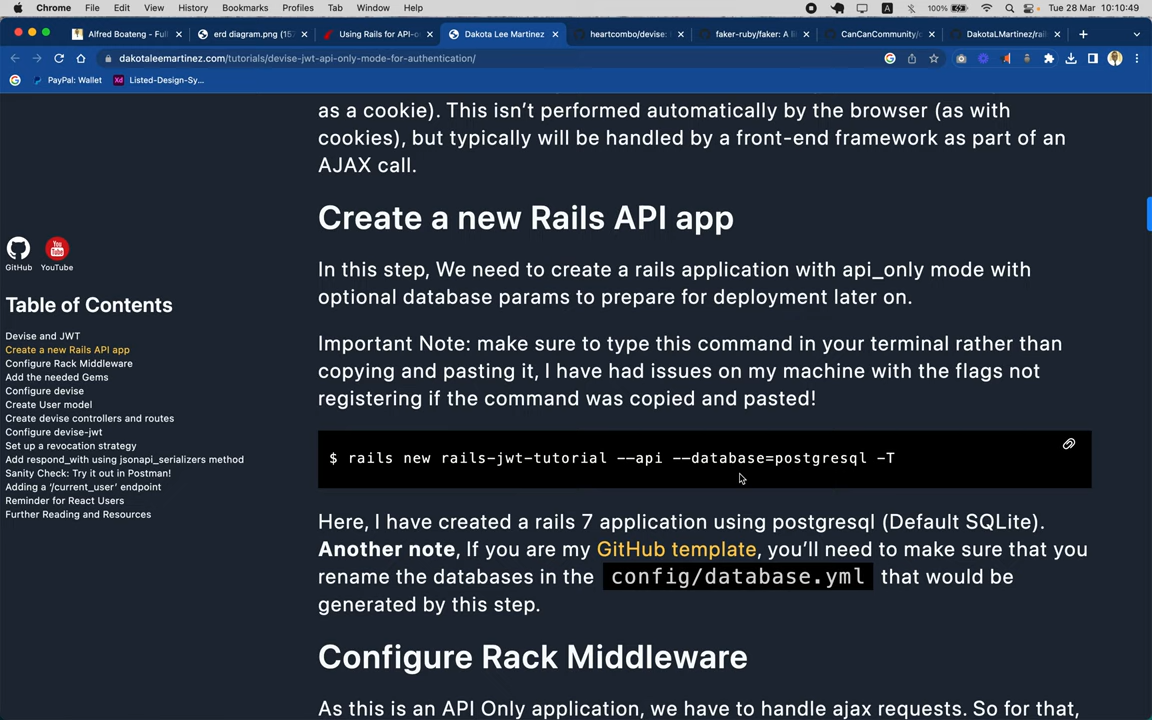 Chrome File Edit View History Bookmarks Profiles Tab Window Help 100% Tue 28 Mar 10:10:49
Alfred Boateng - Full
erd diagram.png (157
Using Rails for API-o
Dakota Lee Martinez
heartcombo/devise:
faker-ruby/faker: A li
CanCanCommunity/c
DakotaLMartinez/rail
dakotaleemartinez.com/tutorials/devise-jwt-api-only-mode-for-authentication/
PayPal: Wallet
Listed-Design-Sy...
as a cookie). This isn't performed automatically by the browser (as with
cookies), but typically will be handled by a front-end framework as part of an
AJAX call.
Create a new Rails API app
In this step, We need to create a rails application with api_only mode with
optional database params to prepare for deployment later on.
Important Note: make sure to type this command in your terminal rather than
copying and pasting it, I have had issues on my machine with the flags not
registering if the command was copied and pasted!
$ rails new rails-jwt-tutorial --api --database=postgresql -T
Here, I have created a rails 7 application using postgresql (Default SQLite).
Another note, If you are my GitHub template, you'll need to make sure that you
rename the databases in the config/database.yml that would be
generated by this step.
Configure Rack Middleware
As this is an API Only application, we have to handle ajax requests. So for that,
GitHub YouTube
Table of Contents
Devise and JWT
Create a new Rails API app
Configure Rack Middleware
Add the needed Gems
Configure devise
Create User model
Create devise controllers and routes
Configure devise-jwt
Set up a revocation strategy
Add respond_with using jsonapi_serializers method
Sanity Check: Try it out in Postman!
Adding a '/current_user' endpoint
Reminder for React Users
Further Reading and Resources